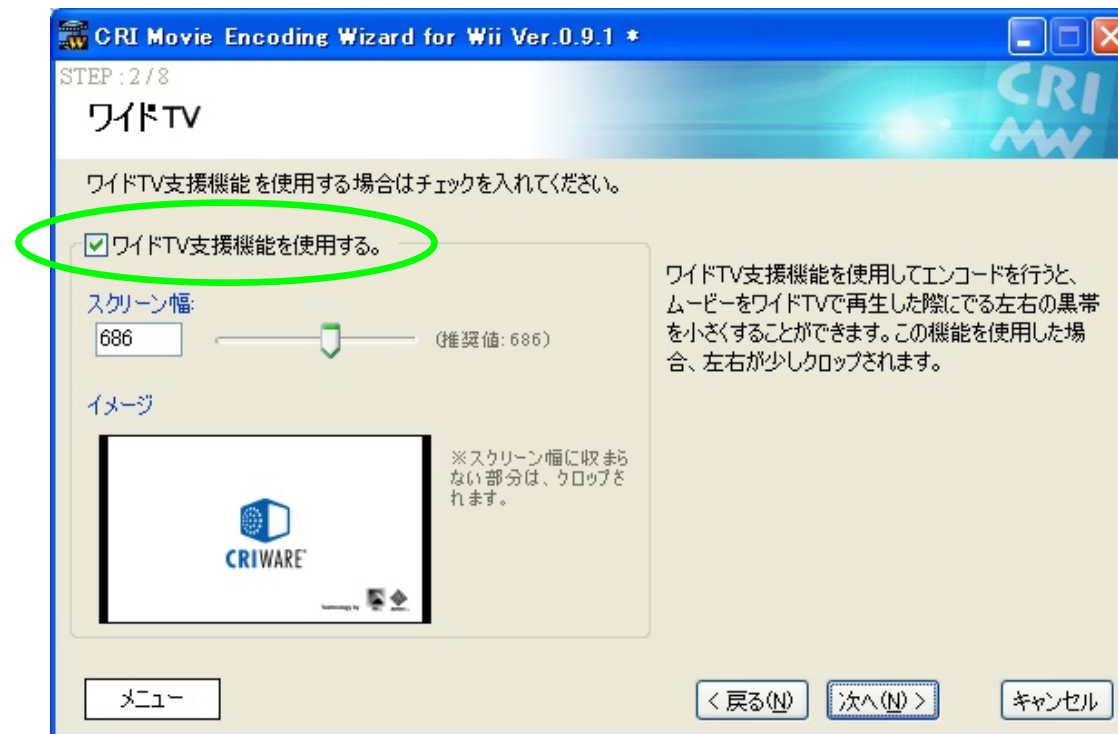 CRI Movie Encoding Wizard for Wii Ver.0.9.1 *
STEP : 2 / 8
ワイドTV
CRI
MW
ワイドTV支援機能を使用する場合はチェックを入れてください。
ワイドTV支援機能を使用する。
スクリーン幅:
686
(推奨値: 686)
イメージ
CRIWARE
Technology by
※スクリーン幅に収まら
ない部分は、クロップさ
れます。
ワイドTV支援機能を使用してエンコードを行うと、
ムービーをワイドTVで再生した際にでる左右の黒帯
を小さくすることができます。この機能を使用した場
合、左右が少しクロップされます。
メニュー
< 戻る(N)
次へ(N) >
キャンセル